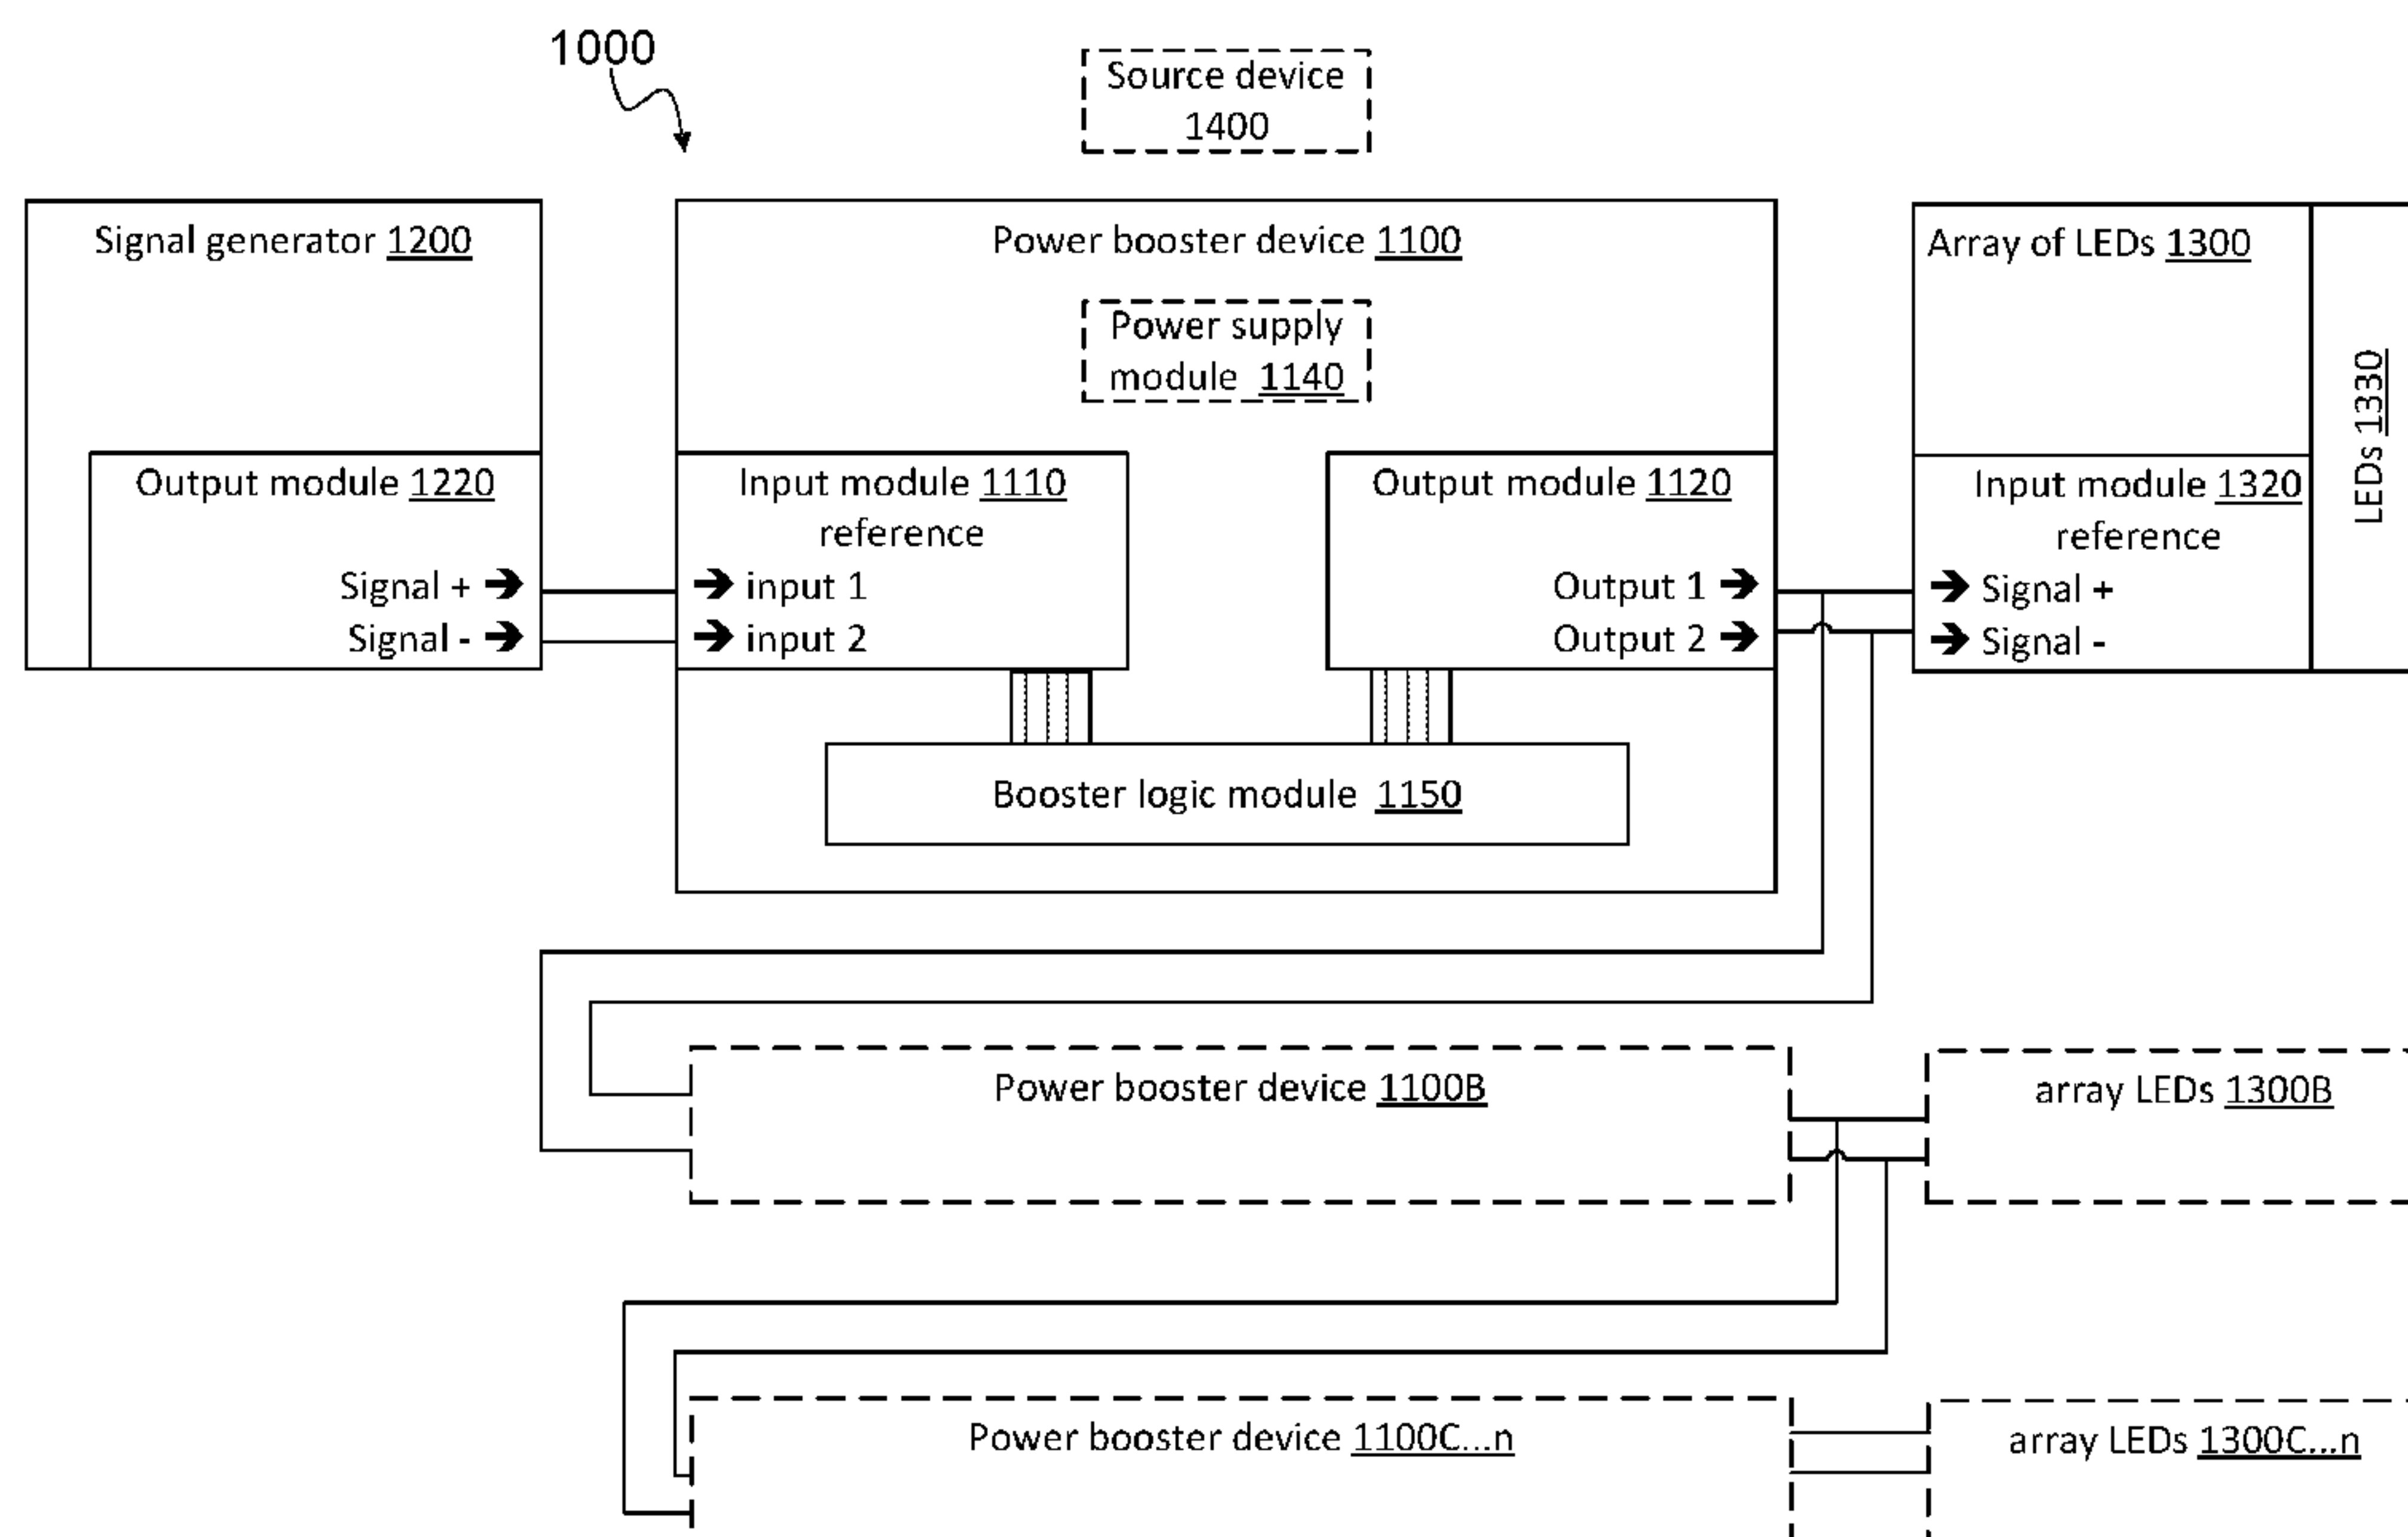 1000
Source device
1400
Signal generator 1200
Power booster device 1100
Array of LEDs 1300
Power supply
module 1140
LEDs 1330
Output module 1220
Input module 1110
reference
Output module 1120
Input module 1320
reference
Signal + ➔
➔ input 1
Output 1 ➔
➔ Signal +
Signal - ➔
➔ input 2
Output 2 ➔
➔ Signal -
Booster logic module 1150
Power booster device 1100B
array LEDs 1300B
Power booster device 1100C...n
array LEDs 1300C...n